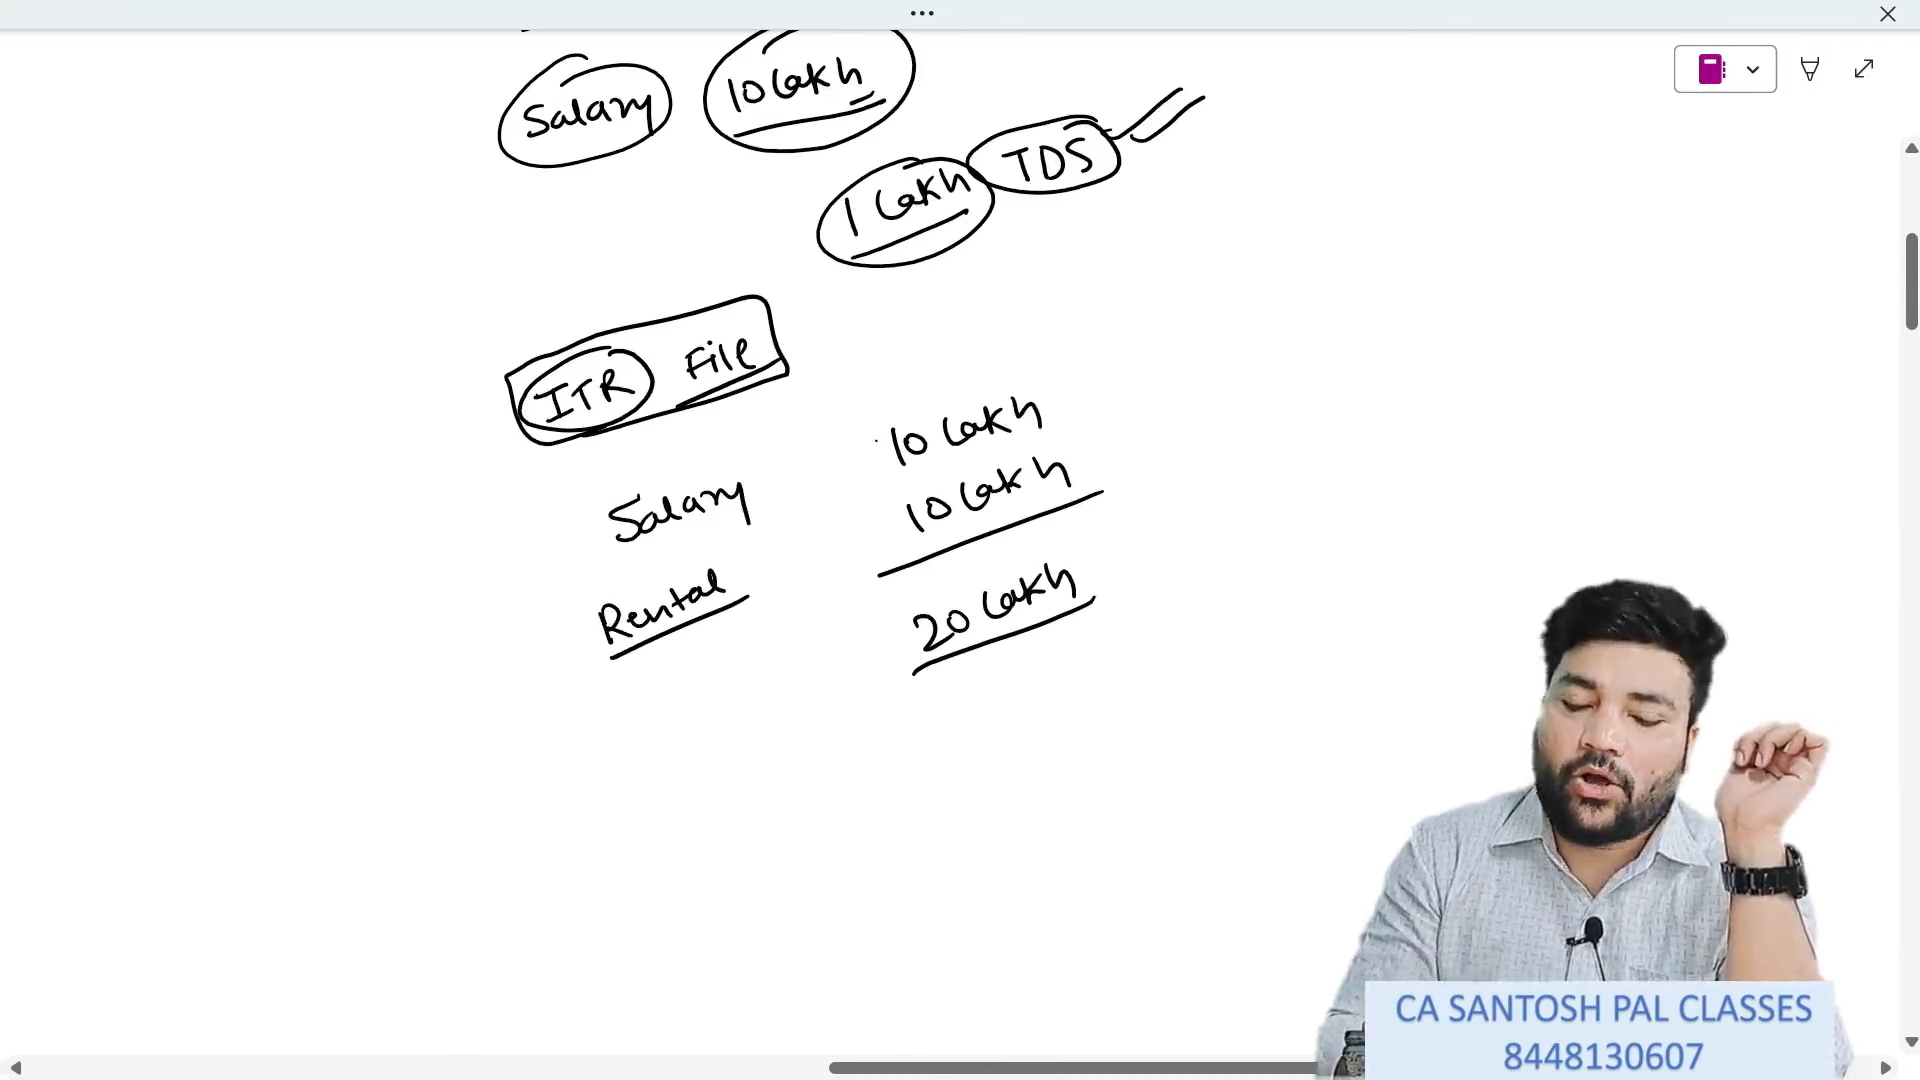 Salary 10 Lakh
1 Lakh TDS
ITR File
10 Lakh
Salary 10 Lakh
Rental 20 Lakh
CA SANTOSH PAL CLASSES
8448130607